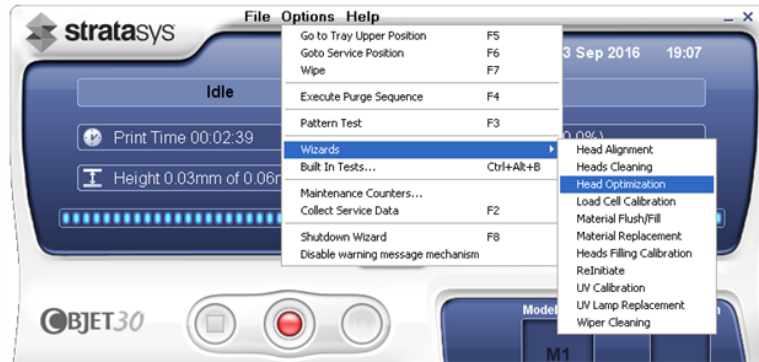 File Options Help
stratasys
Go to Tray Upper Position F5
Goto Service Position F6
Wipe F7
3 Sep 2016 19:07
Idle
Execute Purge Sequence F4
Pattern Test F3
Print Time 00:02:39
0.0%)
Wizards
Head Alignment
Built In Tests... Ctrl+Alt+B
Heads Cleaning
Height 0.03mm of 0.06
Head Optimization
Maintenance Counters...
Load Cell Calibration
Collect Service Data F2
Material Flush/Fill
Shutdown Wizard F8
Material Replacement
Disable warning message mechanism
Heads Filling Calibration
ReInitiate
UV Calibration
OBJET30
Model
UV Lamp Replacement
Wiper Cleaning
M1